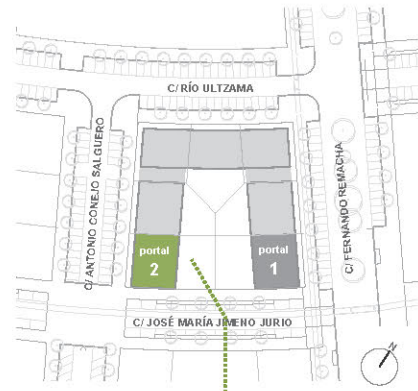 C/ RÍO ULTZAMA
C/ ANTONIO CONEJO SALGUERO
C/ FERNANDO REMACHA
portal
2
portal
1
C/ JOSÉ MARÍA JIMENO JURIO
N